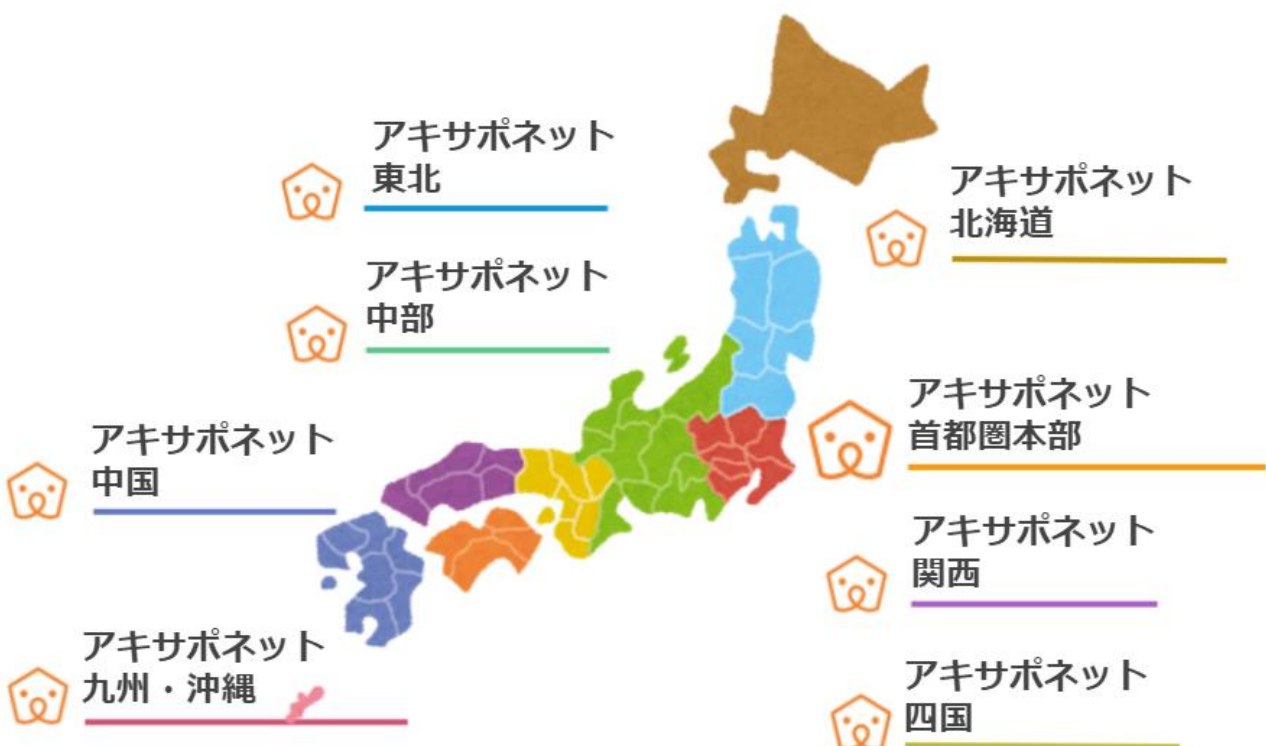 アキサポネット
東北
アキサポネット
北海道
アキサポネット
中部
アキサポネット
首都圏本部
アキサポネット
中国
アキサポネット
関西
アキサポネット
九州・沖縄
アキサポネット
四国